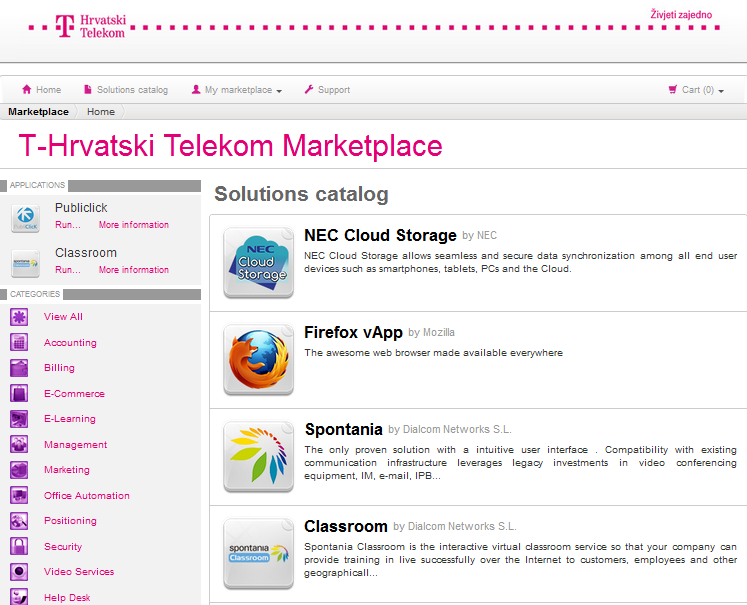 Hrvatski
Telekom
Živjeti zajedno
Home
Solutions catalog
My marketplace
Support
Cart (0)
Marketplace
Home
T-Hrvatski Telekom Marketplace
APPLICATIONS
Publiclick
Run...
More information
Classroom
Run...
More information
CATEGORIES
View All
Accounting
Billing
E-Commerce
E-Learning
Management
Marketing
Office Automation
Positioning
Security
Video Services
Help Desk
Solutions catalog
NEC
Cloud
Storage
NEC Cloud Storage by NEC
NEC Cloud Storage allows seamless and secure data synchronization among all end user
devices such as smartphones, tablets, PCs and the Cloud.
Firefox vApp by Mozilla
The awesome web browser made available everywhere
Spontania by Dialcom Networks S.L.
The only proven solution with a intuitive user interface . Compatibility with existing
communication infrastructure leverages legacy investments in video conferencing
equipment, IM, e-mail, IPB...
spontania
Classroom
Classroom by Dialcom Networks S.L.
Spontania Classroom is the interactive virtual classroom service so that your company can
provide training in live successfully over the Internet to customers, employees and other
geographicall...